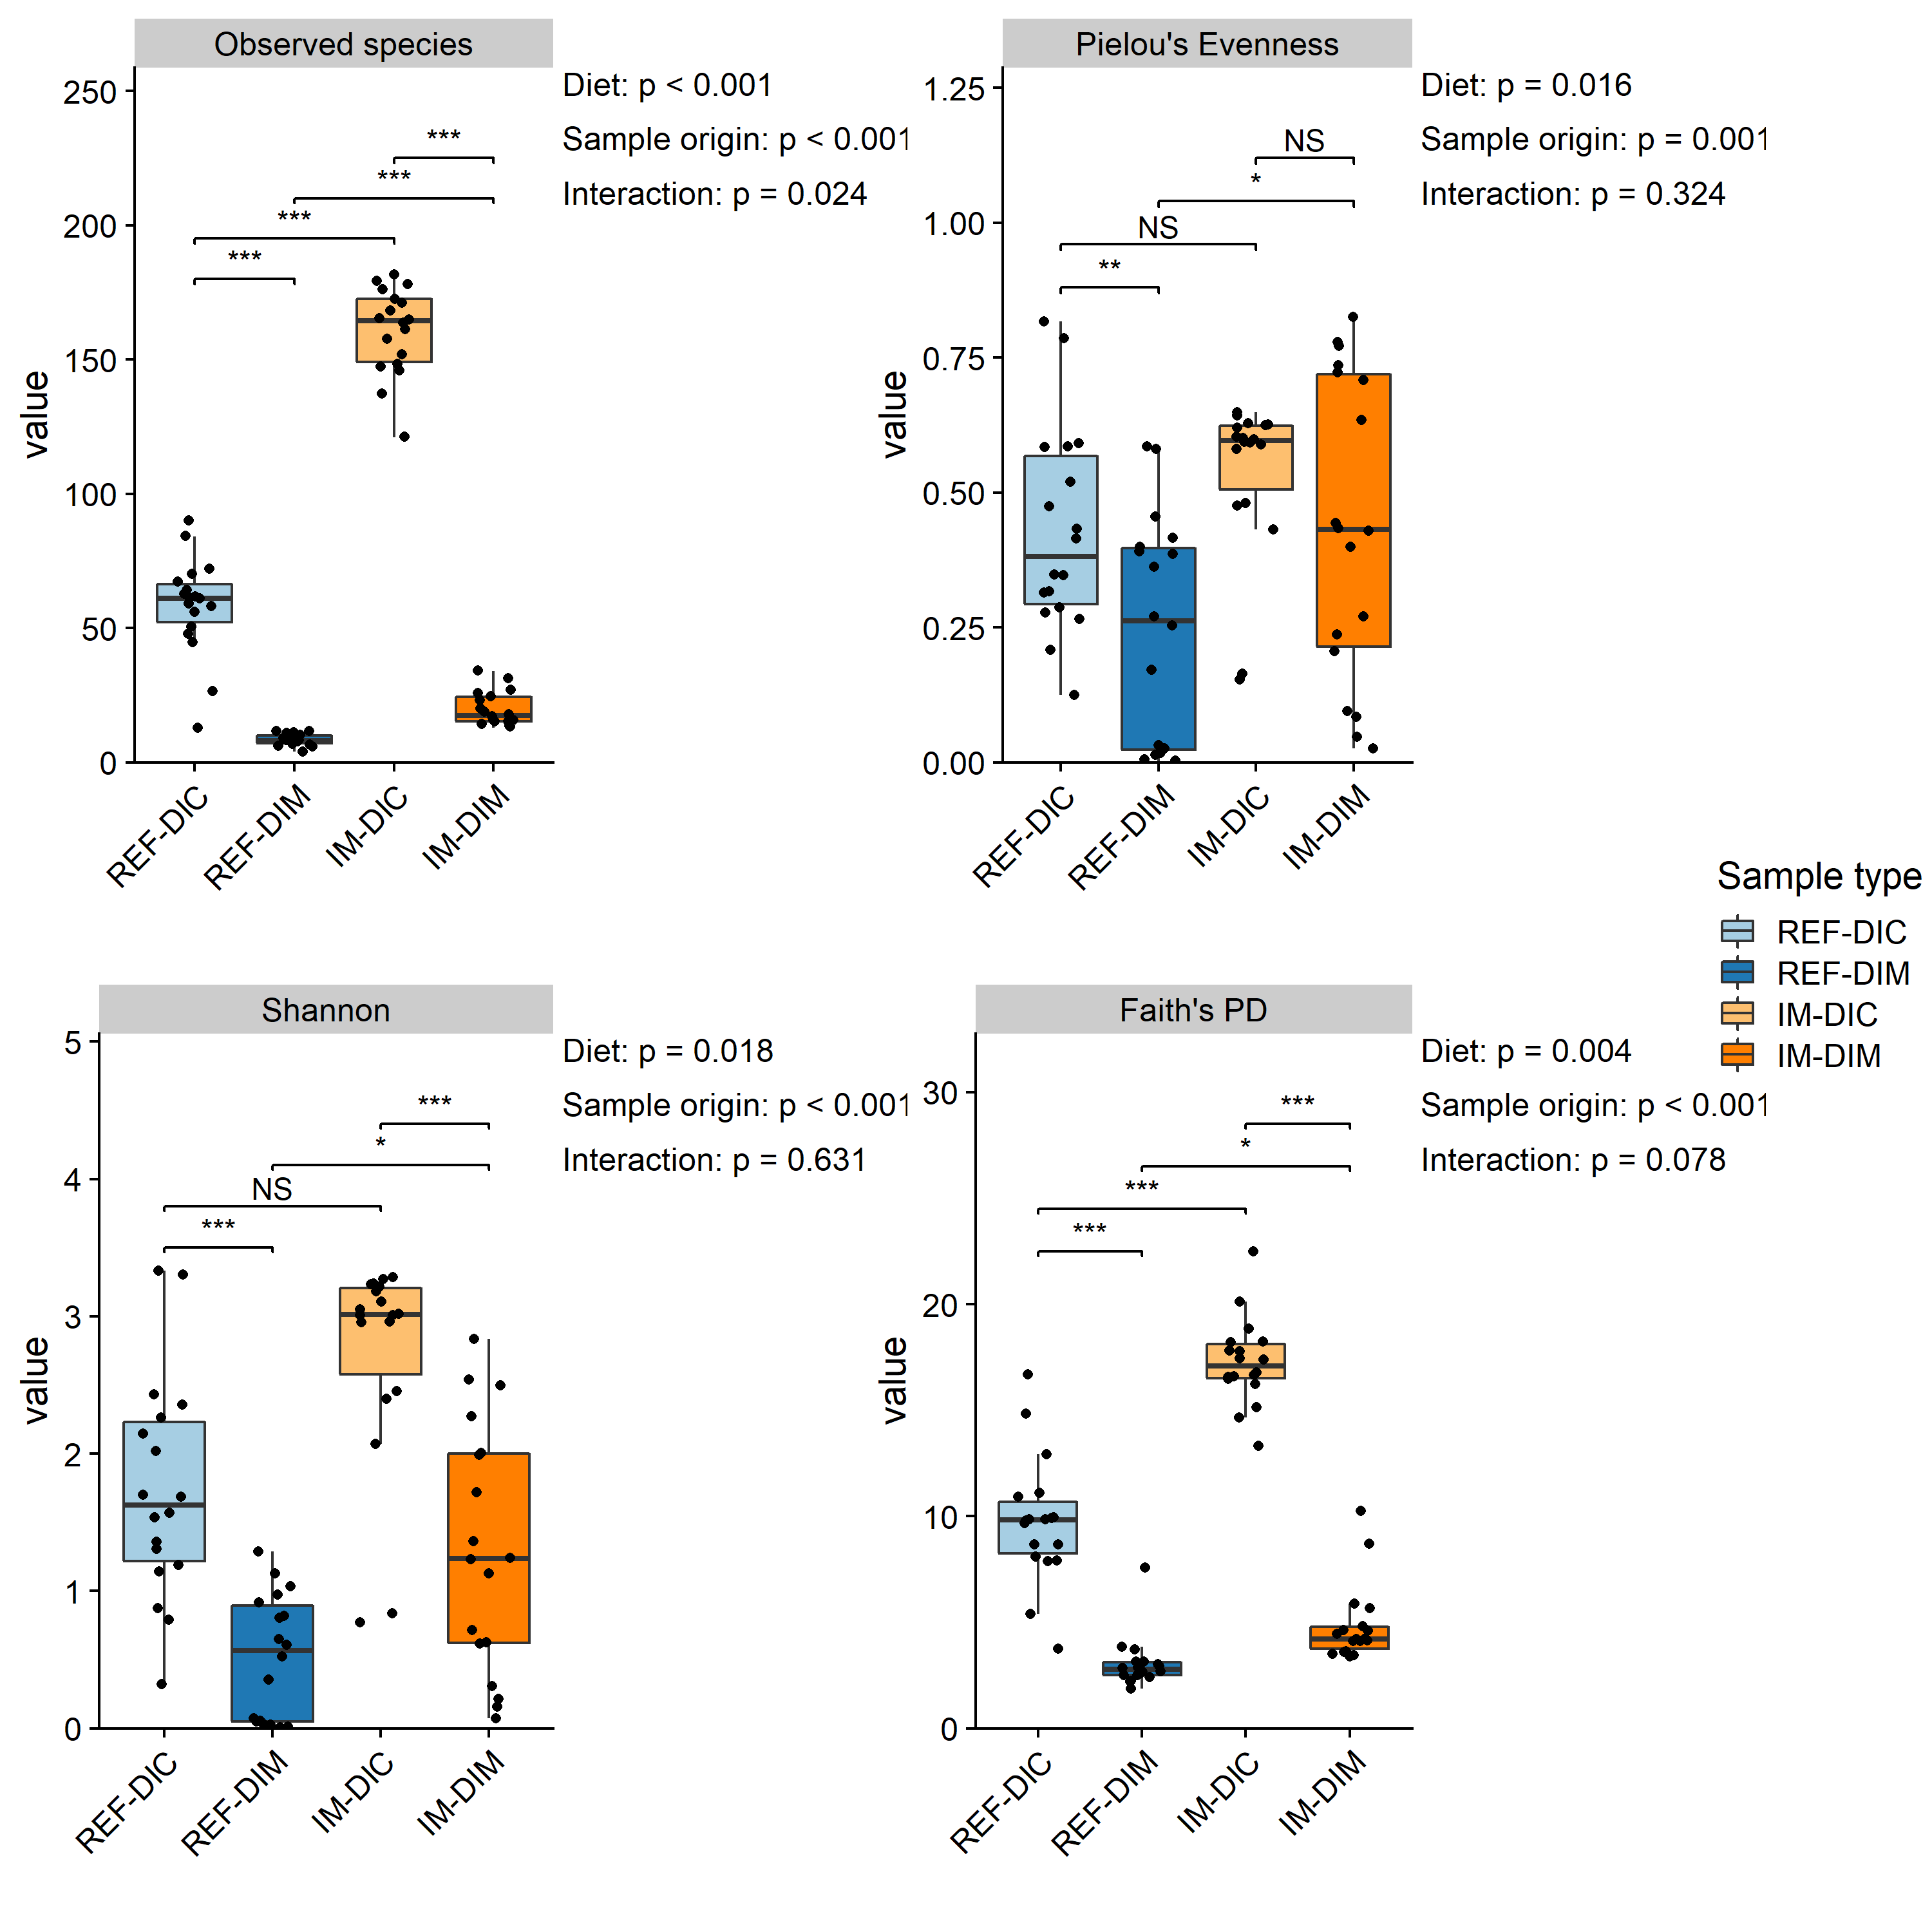 Observed species
Diet: p < 0.001
Sample origin: p < 0.001
Interaction: p = 0.024
250
200
150
100
50
0
value
***
***
***
***
REF-DIC
REF-DIM
IM-DIC
IM-DIM
Pielou's Evenness
Diet: p = 0.016
Sample origin: p = 0.001
Interaction: p = 0.324
1.25
1.00
0.75
0.50
0.25
0.00
value
NS
*
NS
**
REF-DIC
REF-DIM
IM-DIC
IM-DIM
Shannon
Diet: p = 0.018
Sample origin: p < 0.001
Interaction: p = 0.631
5
4
3
2
1
0
value
***
*
NS
***
REF-DIC
REF-DIM
IM-DIC
IM-DIM
Faith's PD
Diet: p = 0.004
Sample origin: p < 0.001
Interaction: p = 0.078
30
20
10
0
value
***
*
***
***
REF-DIC
REF-DIM
IM-DIC
IM-DIM
Sample type
REF-DIC
REF-DIM
IM-DIC
IM-DIM